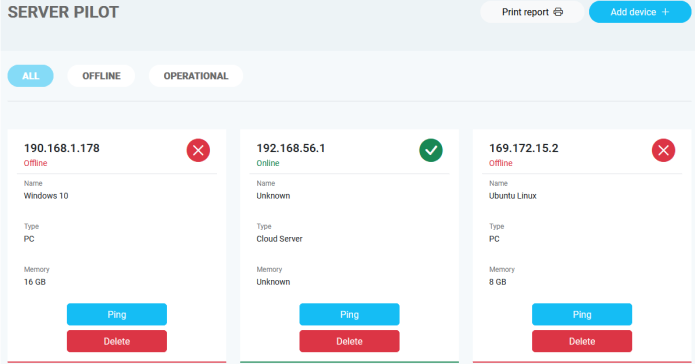 SERVER PILOT
Print report
Add device +
ALL
OFFLINE
OPERATIONAL
190.168.1.178
Offline
Name
Windows 10
Type
PC
Memory
16 GB
Ping
Delete
192.168.56.1
Online
Name
Unknown
Type
Cloud Server
Memory
Unknown
Ping
Delete
169.172.15.2
Offline
Name
Ubuntu Linux
Type
PC
Memory
8 GB
Ping
Delete